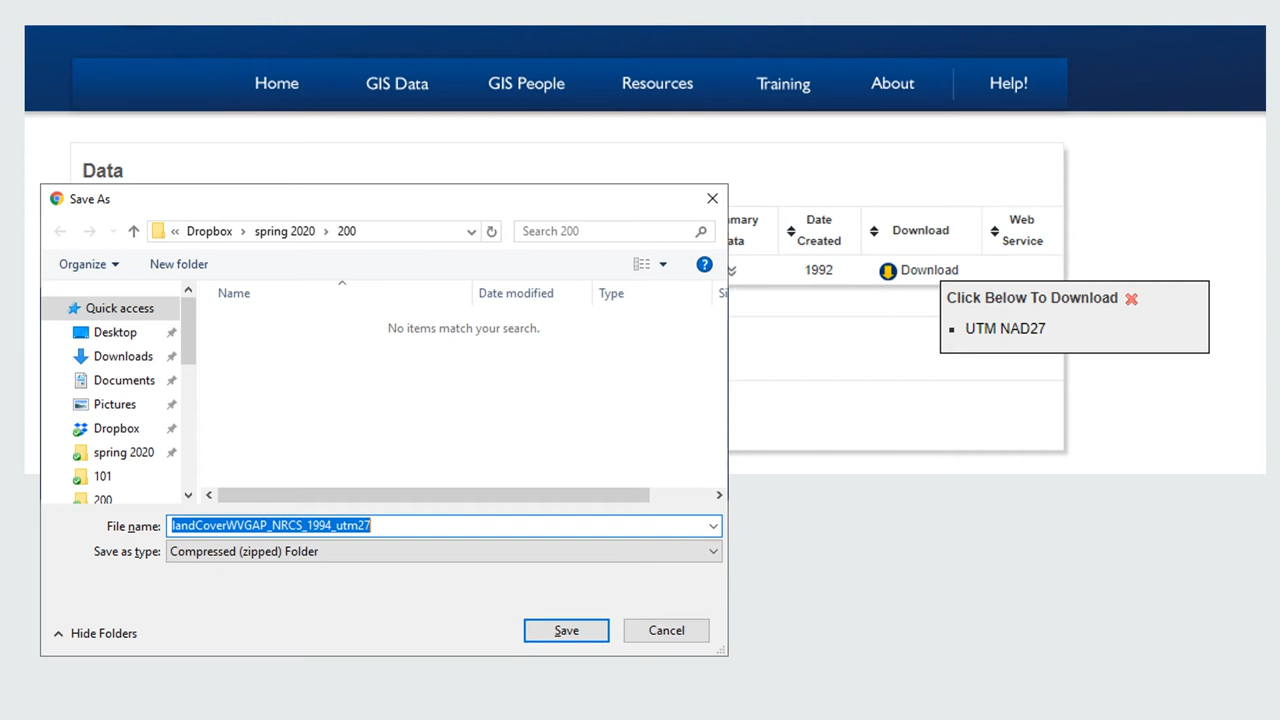 Home GIS Data GIS People Resources Training About Help!
Data
Save As
« Dropbox › spring 2020 › 200
Search 200
Organize
New folder
?
Name
Date modified
Type
Si
No items match your search.
Quick access
Desktop
Downloads
Documents
Pictures
Dropbox
spring 2020
101
200
File name: landCoverWVGAP_NRCS_1994_utm27
Save as type: Compressed (zipped) Folder
Hide Folders
Save
Cancel
mary
ata
Date
Created
Download
Web
Service
1992
Download
Click Below To Download
UTM NAD27